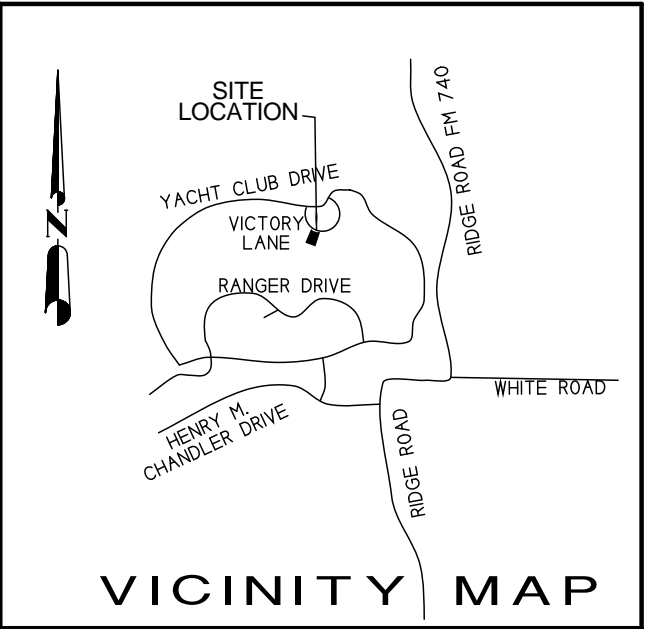 SITE
LOCATION
RIDGE ROAD FM 740
YACHT CLUB DRIVE
N
VICTORY
LANE
RANGER DRIVE
WHITE ROAD
HENRY M.
CHANDLER DRIVE
RIDGE ROAD
VICINITY MAP